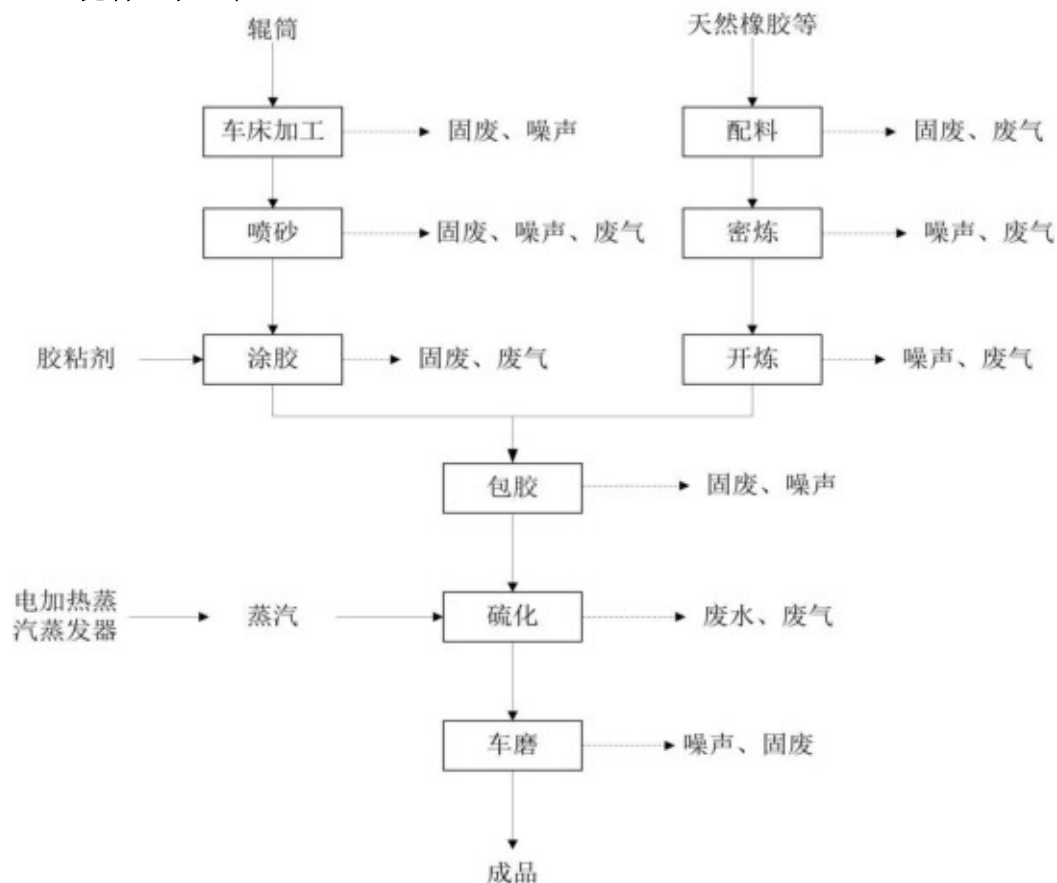 辊筒
天然橡胶等
车床加工
固废、噪声
配料
固废、废气
喷砂
固废、噪声、废气
密炼
噪声、废气
胶粘剂
涂胶
固废、废气
开炼
噪声、废气
包胶
固废、噪声
电加热蒸
汽蒸发器
蒸汽
硫化
废水、废气
车磨
噪声、固废
成品